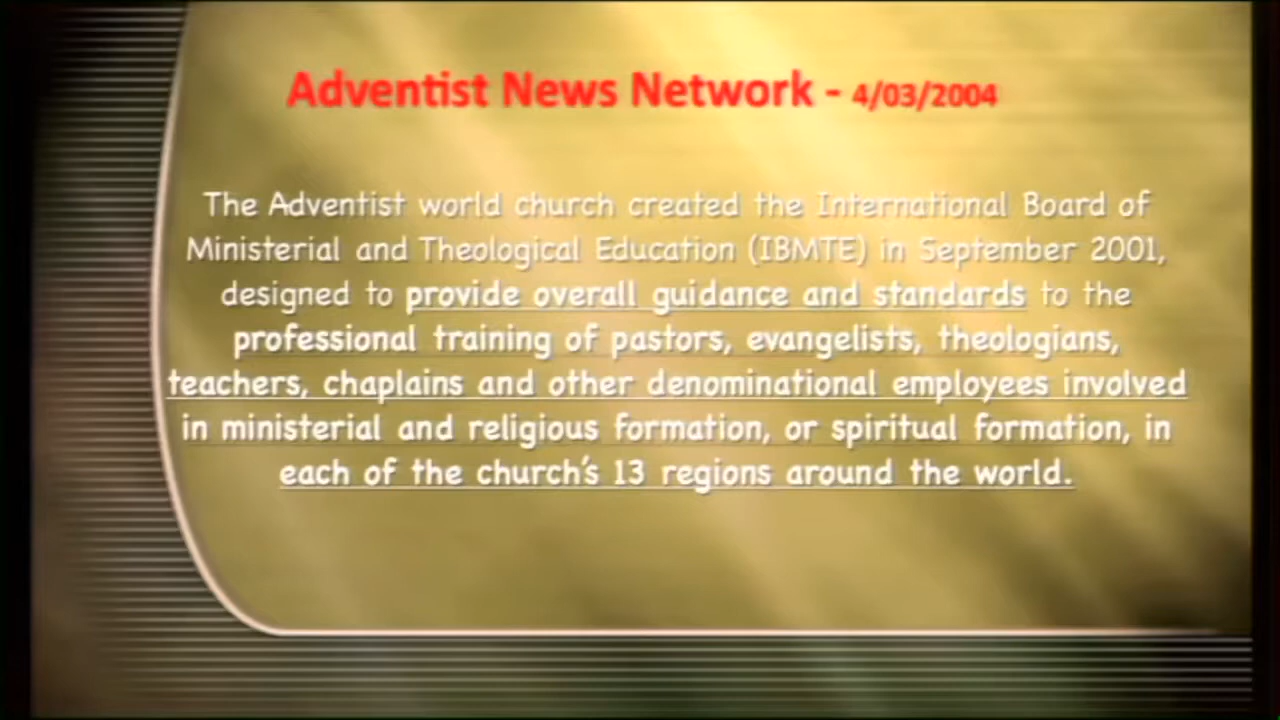 Adventist News Network - 4/03/2004
The Adventist world church created the International Board of
Ministerial and Theological Education (IBMTE) in September 2001,
designed to provide overall guidance and standards to the
professional training of pastors, evangelists, theologians,
teachers, chaplains and other denominational employees involved
in ministerial and religious formation, or spiritual formation, in
each of the church's 13 regions around the world.